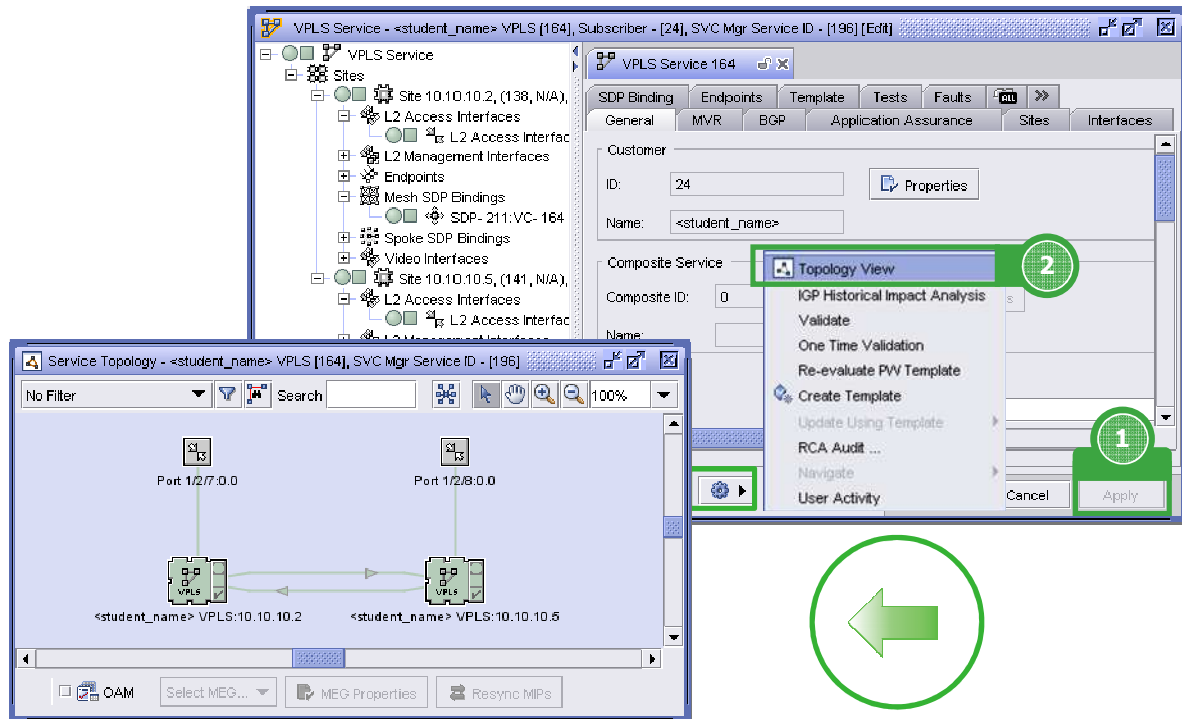 VPLS Service - <student_name> VPLS [164], Subscriber - [24], SVC Mgr Service ID - [196] [Edit]
VPLS Service
Sites
Site 10.10.10.2, (138, N/A),
L2 Access Interfaces
L2 Access Interfac
L2 Management Interfaces
Endpoints
Mesh SDP Bindings
SDP- 211:VC- 164
Spoke SDP Bindings
Video Interfaces
Site 10.10.10.5, (141, N/A),
L2 Access Interfaces
L2 Access Interfac
VPLS Service 164
SDP Binding Endpoints Template Tests Faults ALL >>
General MVR BGP Application Assurance Sites Interfaces
Customer
ID: 24 Properties
Name: <student_name>
Composite Service
Composite ID: 0 s
Name:
Topology View
2
IGP Historical Impact Analysis
Validate
One Time Validation
Re-evaluate PW Template
Create Template
Update Using Template
RCA Audit ...
Navigate
User Activity
1
Cancel Apply
Service Topology - <student_name> VPLS [164], SVC Mgr Service ID - [196]
No Filter Search 100%
Port 1/2/7:0.0 Port 1/2/8:0.0
VPLS VPLS
<student_name> VPLS:10.10.10.2 <student_name> VPLS:10.10.10.5
OAM Select MEG... MEG Properties Resync MIPs